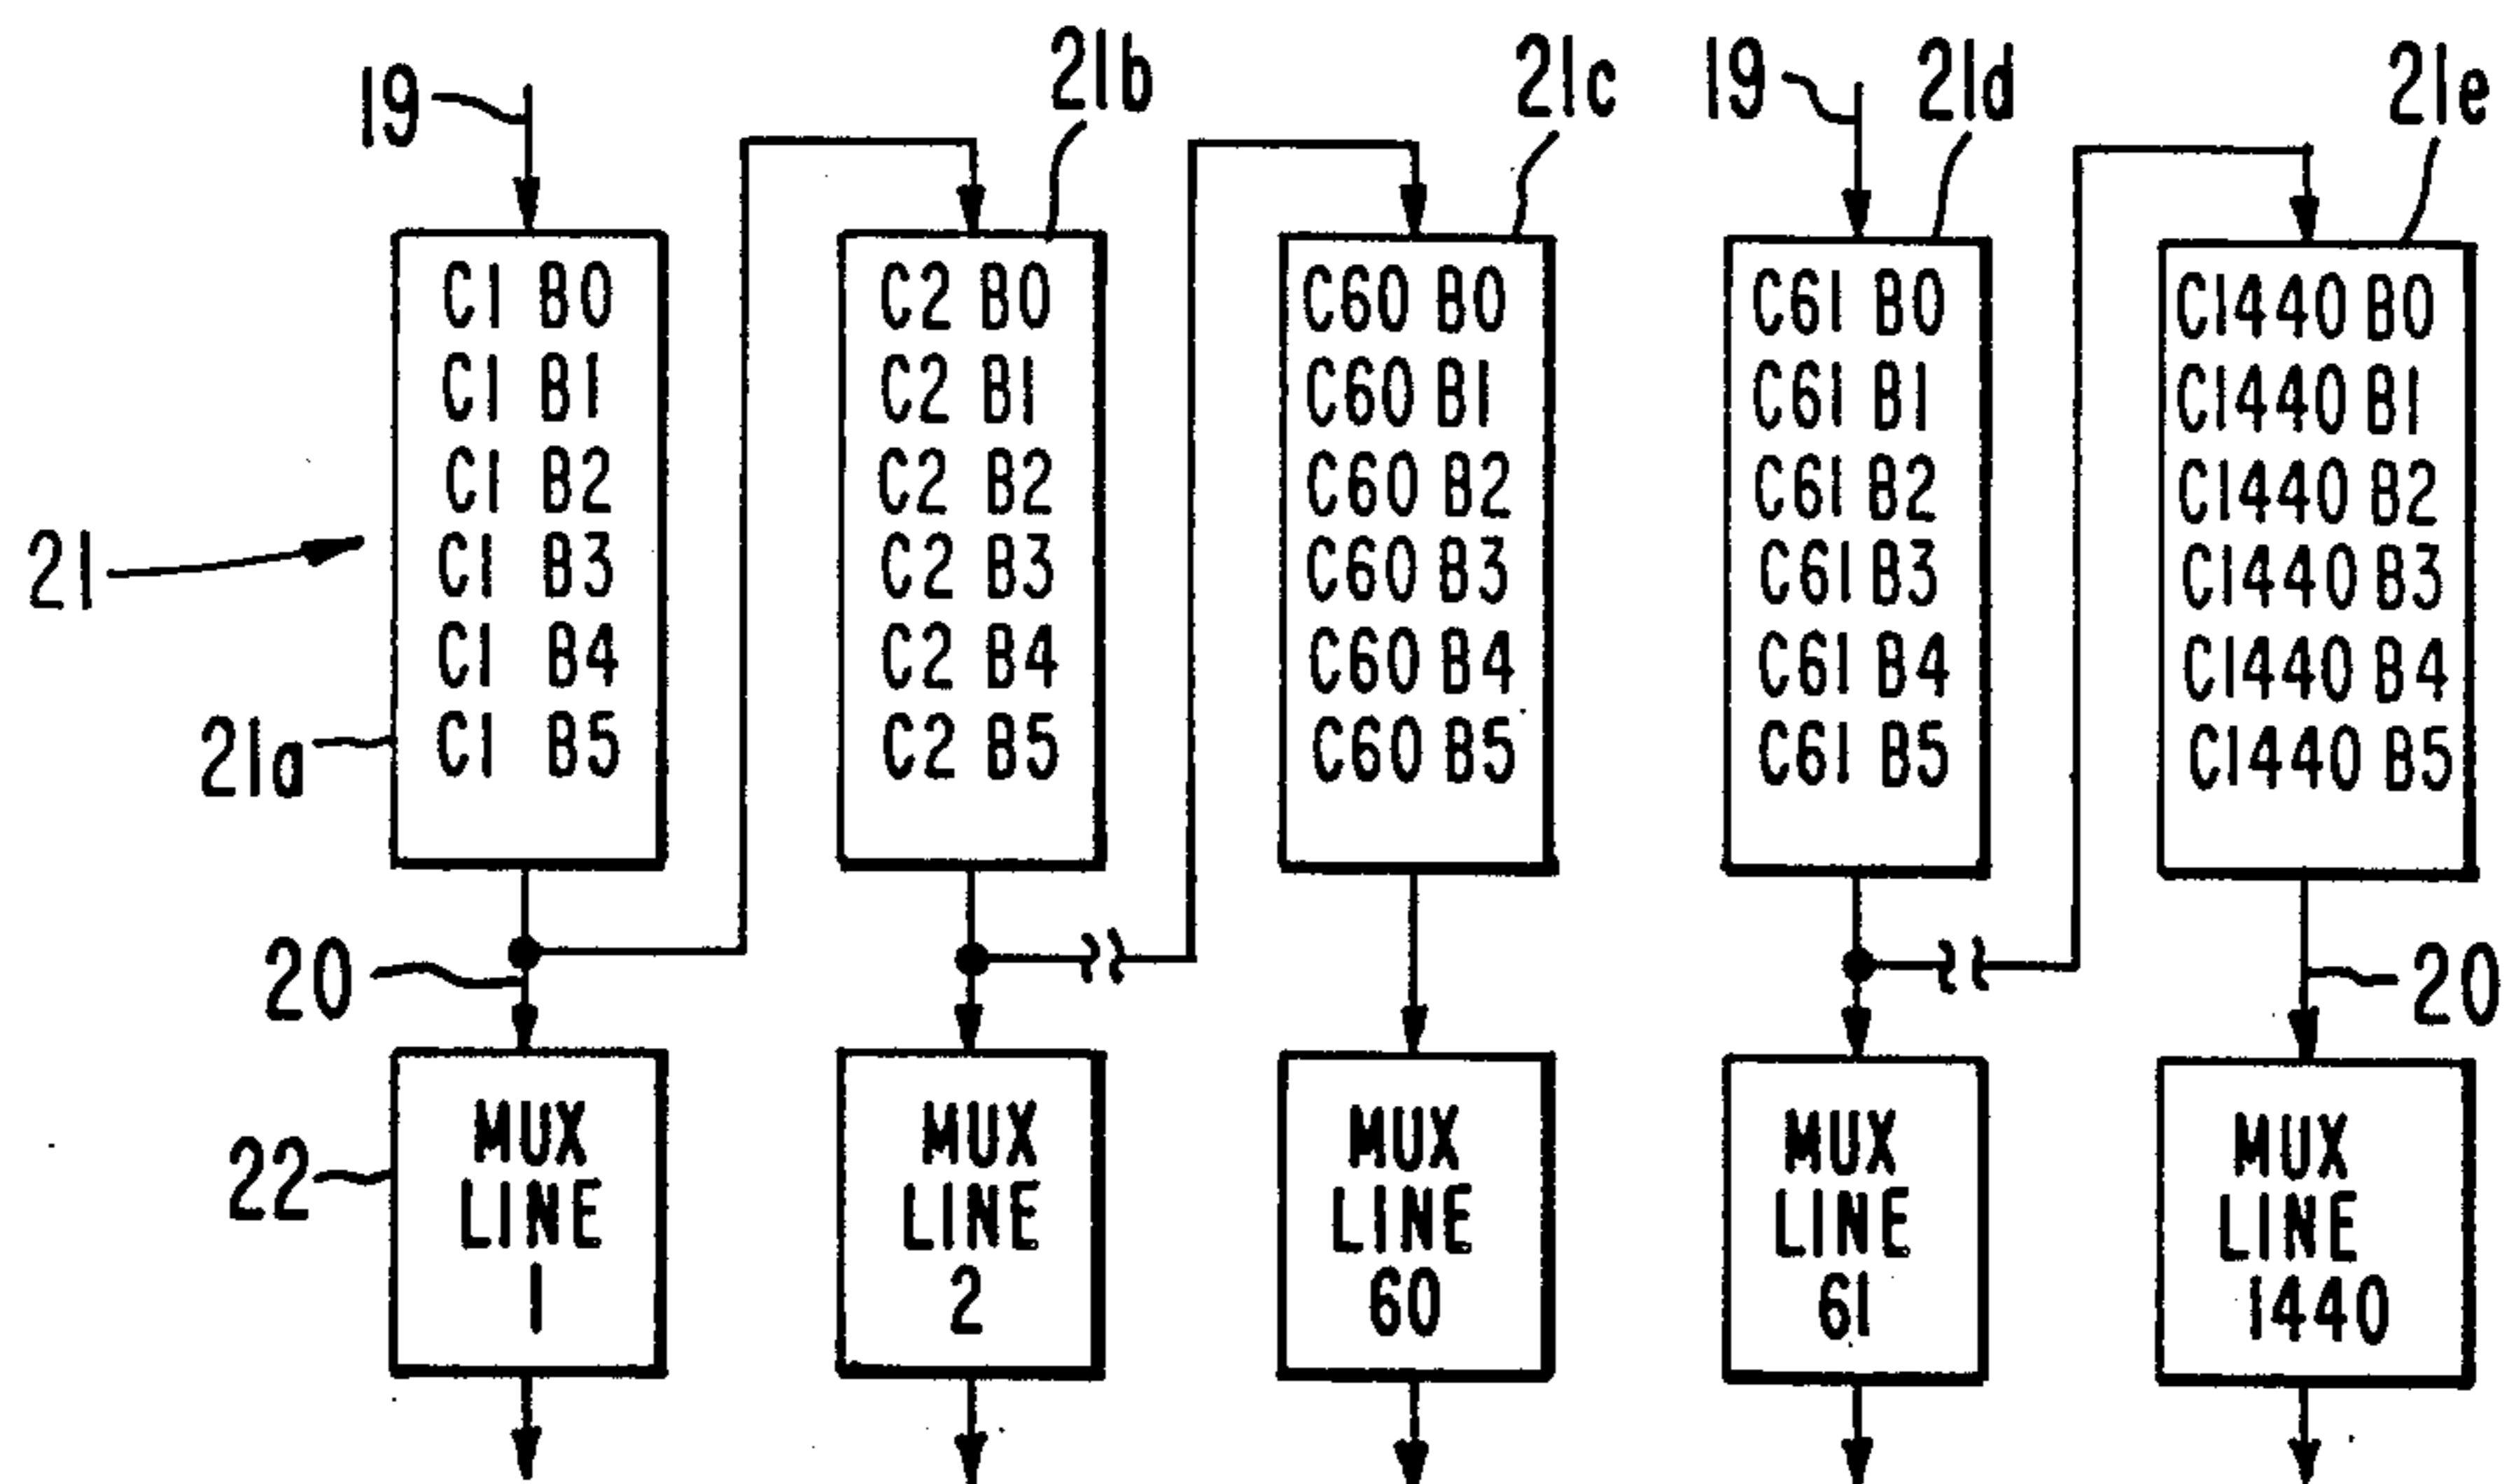 19
21b
21c
19
21d
21e
21
21a
C1 B0
C1 B1
C1 B2
C1 B3
C1 B4
C1 B5
C2 B0
C2 B1
C2 B2
C2 B3
C2 B4
C2 B5
C60 B0
C60 B1
C60 B2
C60 B3
C60 B4
C60 B5
C61 B0
C61 B1
C61 B2
C61 B3
C61 B4
C61 B5
C1440 B0
C1440 B1
C1440 B2
C1440 B3
C1440 B4
C1440 B5
20
20
22
MUX
LINE
1
MUX
LINE
2
MUX
LINE
60
MUX
LINE
61
MUX
LINE
1440